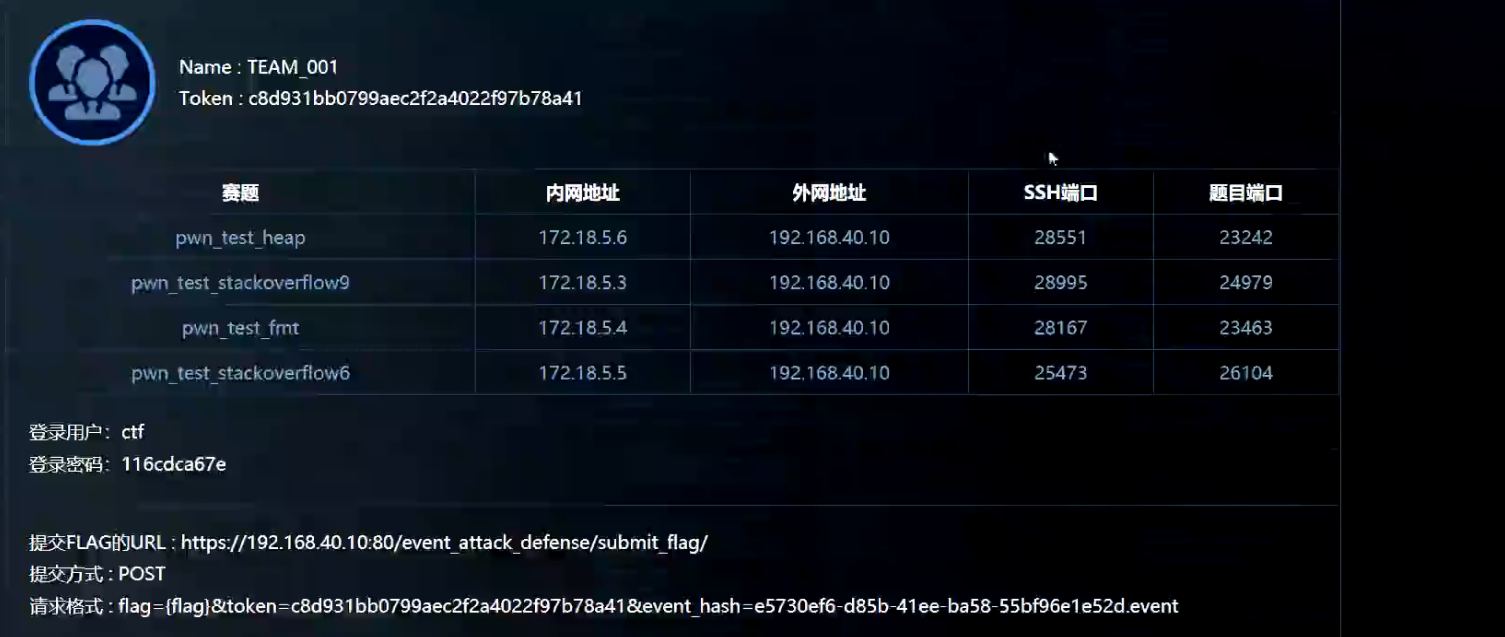 Name : TEAM_001
Token : c8d931bb0799aec2f2a4022f97b78a41
赛题 内网地址 外网地址 SSH端口 题目端口
pwn_test_heap 172.18.5.6 192.168.40.10 28551 23242
pwn_test_stackoverflow9 172.18.5.3 192.168.40.10 28995 24979
pwn_test_fmt 172.18.5.4 192.168.40.10 28167 23463
pwn_test_stackoverflow6 172.18.5.5 192.168.40.10 25473 26104
登录用户：ctf
登录密码：116cdca67e
提交FLAG的URL : https://192.168.40.10:80/event_attack_defense/submit_flag/
提交方式 : POST
请求格式 : flag={flag}&token=c8d931bb0799aec2f2a4022f97b78a41&event_hash=e5730ef6-d85b-41ee-ba58-55bf96e1e52d.event